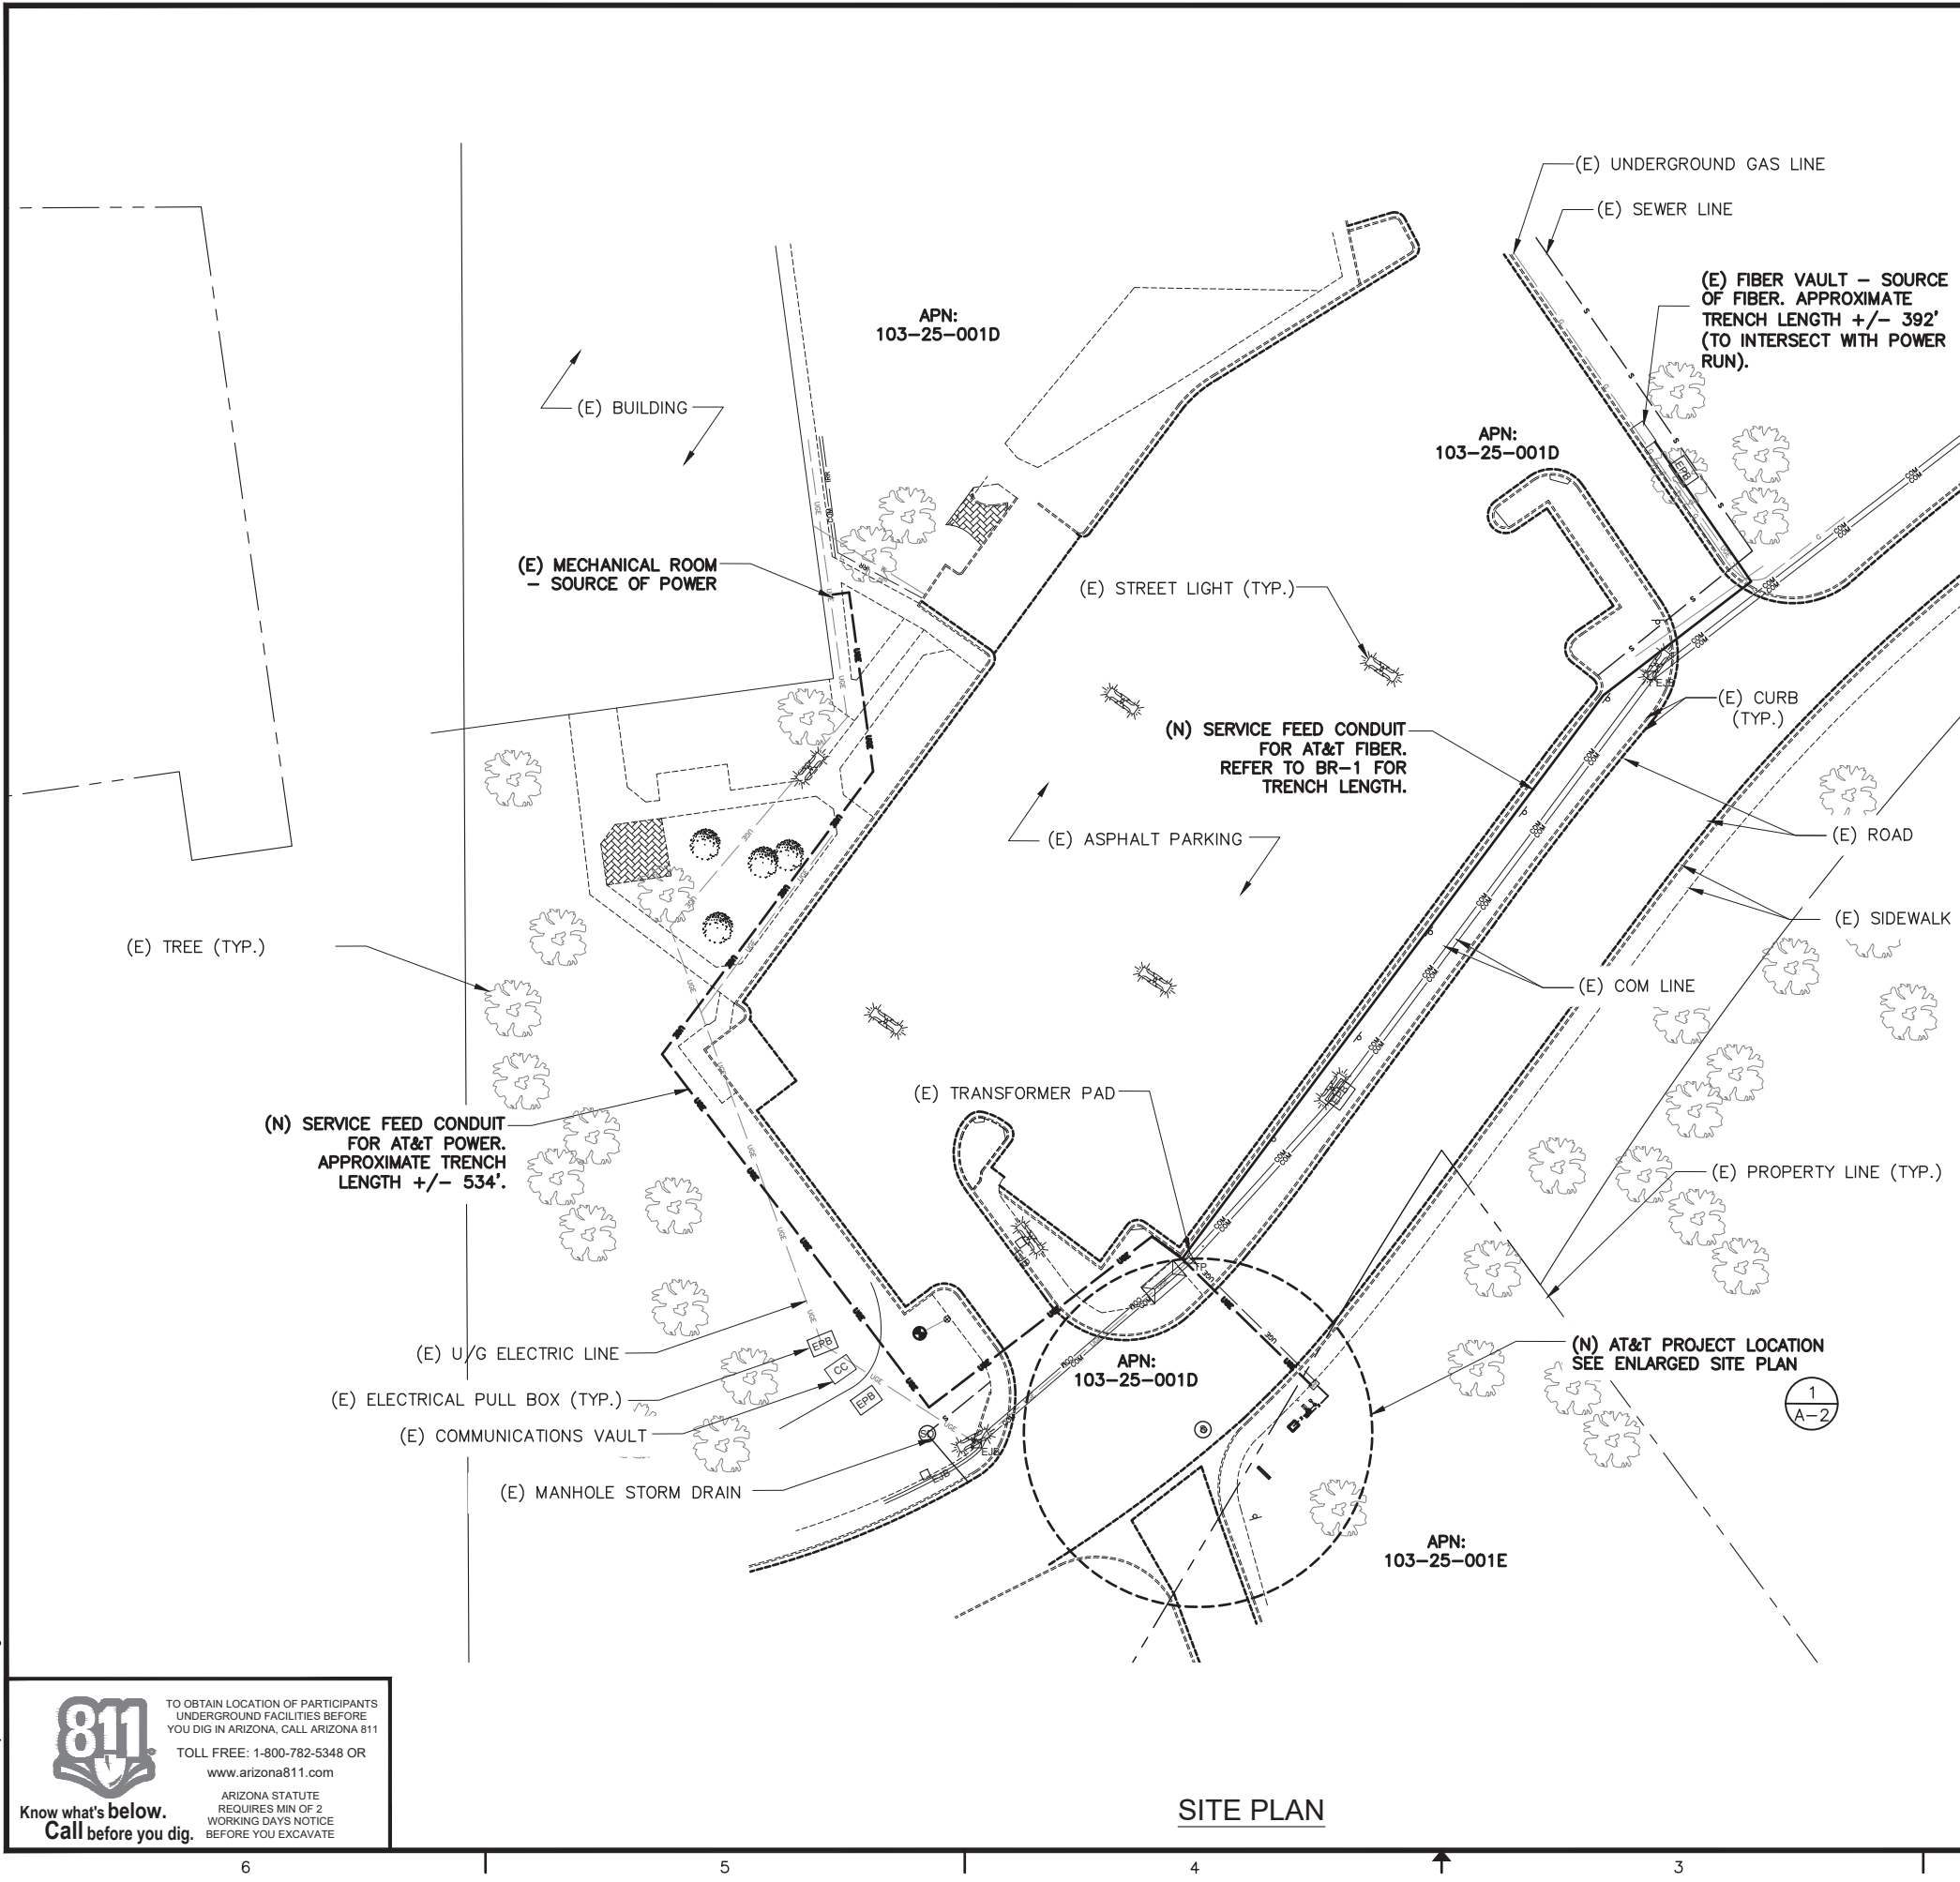 (E) UNDERGROUND GAS LINE
(E) SEWER LINE
(E) FIBER VAULT – SOURCE
OF FIBER. APPROXIMATE
TRENCH LENGTH +/– 392'
(TO INTERSECT WITH POWER
RUN).
APN:
103–25–001D
(E) BUILDING
APN:
103–25–001D
EPB
(E) MECHANICAL ROOM
– SOURCE OF POWER
(E) STREET LIGHT (TYP.)
EJB
(E) CURB
(TYP.)
(N) SERVICE FEED CONDUIT
FOR AT&T FIBER.
REFER TO BR–1 FOR
TRENCH LENGTH.
(E) ASPHALT PARKING
(E) ROAD
(E) SIDEWALK
(E) TREE (TYP.)
(E) COM LINE
(E) TRANSFORMER PAD
(N) SERVICE FEED CONDUIT
FOR AT&T POWER.
APPROXIMATE TRENCH
LENGTH +/– 534'.
(E) PROPERTY LINE (TYP.)
TP
UGE
(E) U/G ELECTRIC LINE
EPB
CC
EPB
(E) ELECTRICAL PULL BOX (TYP.)
(E) COMMUNICATIONS VAULT
SD
EJB
EJB
(E) MANHOLE STORM DRAIN
APN:
103–25–001D
(N) AT&T PROJECT LOCATION
SEE ENLARGED SITE PLAN
1
A–2
S
APN:
103–25–001E
811
TO OBTAIN LOCATION OF PARTICIPANTS
UNDERGROUND FACILITIES BEFORE
YOU DIG IN ARIZONA, CALL ARIZONA 811
TOLL FREE: 1-800-782-5348 OR
www.arizona811.com
ARIZONA STATUTE
REQUIRES MIN OF 2
WORKING DAYS NOTICE
BEFORE YOU EXCAVATE
Know what's below.
Call before you dig.
SITE PLAN
6
5
4
3